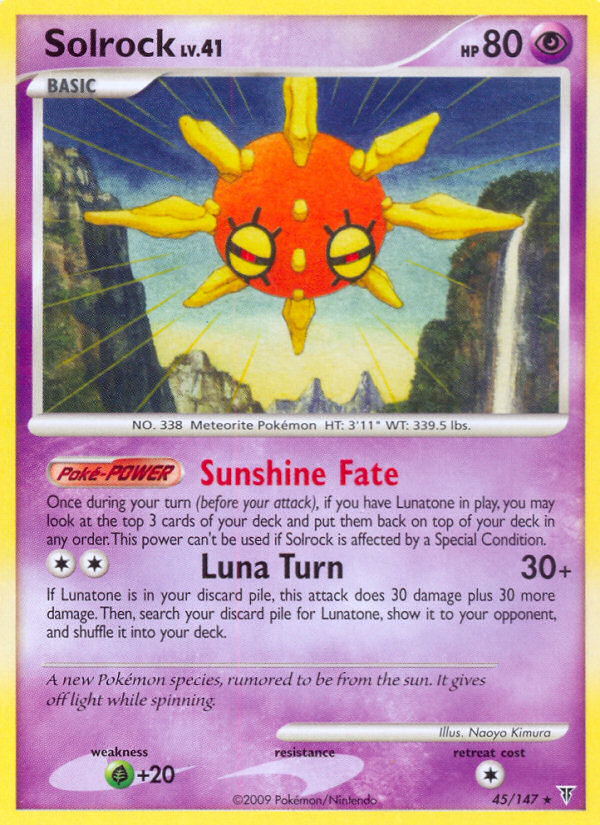 Solrock LV.41
HP 80
BASIC
NO. 338 Meteorite Pokémon HT: 3'11" WT: 339.5 lbs.
Poké-POWER Sunshine Fate
Once during your turn (before your attack), if you have Lunatone in play, you may
look at the top 3 cards of your deck and put them back on top of your deck in
any order. This power can't be used if Solrock is affected by a Special Condition.
Luna Turn 30+
If Lunatone is in your discard pile, this attack does 30 damage plus 30 more
damage. Then, search your discard pile for Lunatone, show it to your opponent,
and shuffle it into your deck.
A new Pokémon species, rumored to be from the sun. It gives
off light while spinning.
Illus. Naoyo Kimura
weakness resistance retreat cost
+20
©2009 Pokémon/Nintendo 45/147 ★